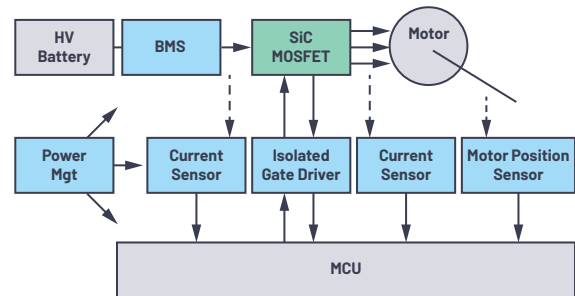 HV
Battery
BMS
SiC
MOSFET
Motor
Power
Mgt
Current
Sensor
Isolated
Gate Driver
Current
Sensor
Motor Position
Sensor
MCU